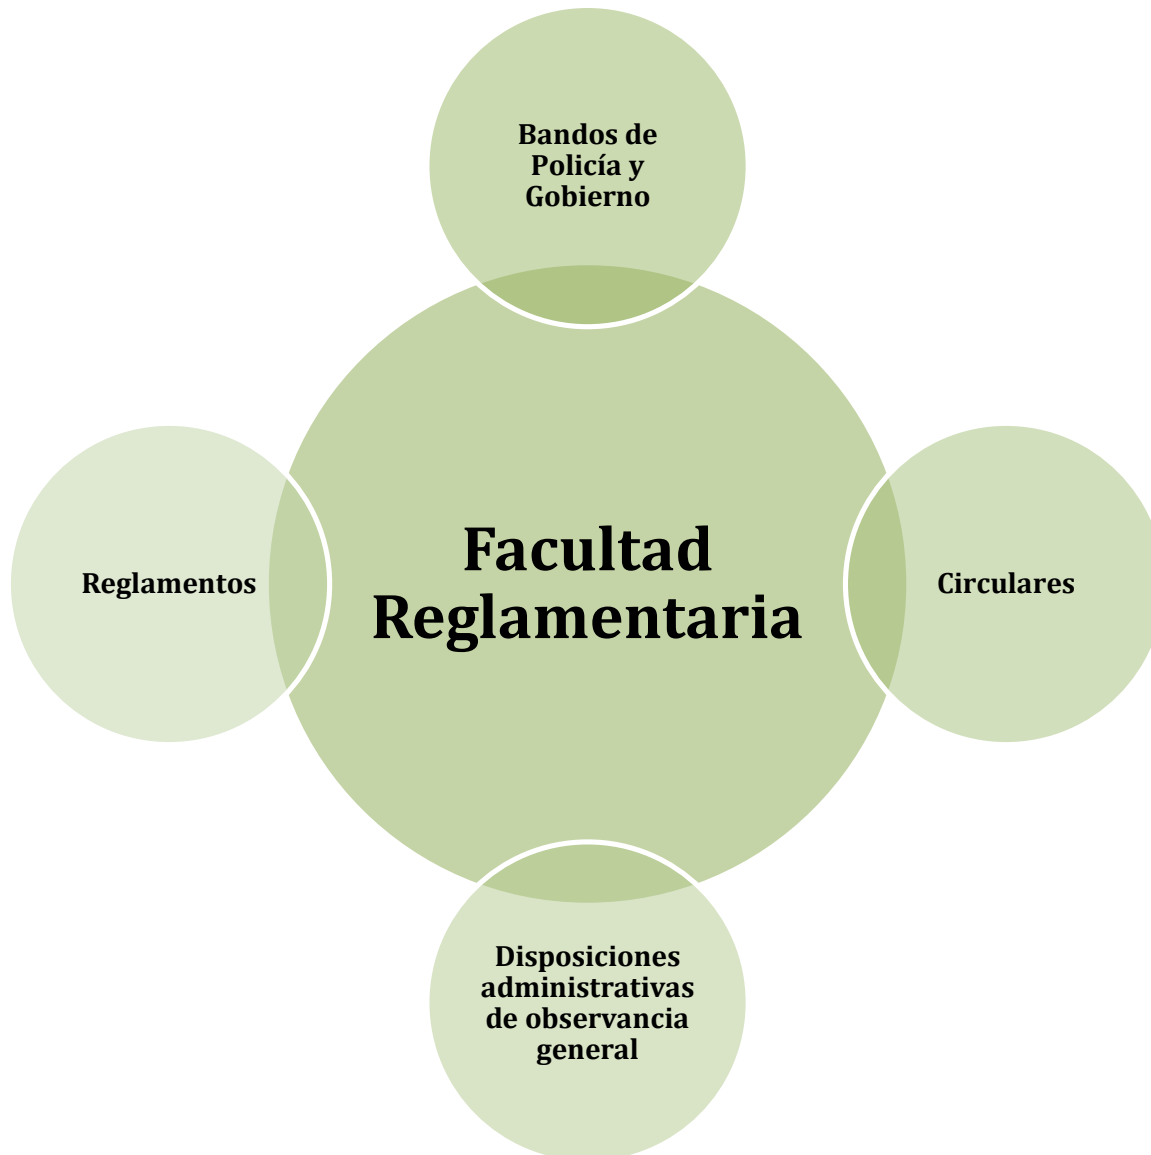 Bandos de
Policía y
Gobierno
Facultad
Reglamentaria
Reglamentos
Circulares
Disposiciones
administrativas
de observancia
general